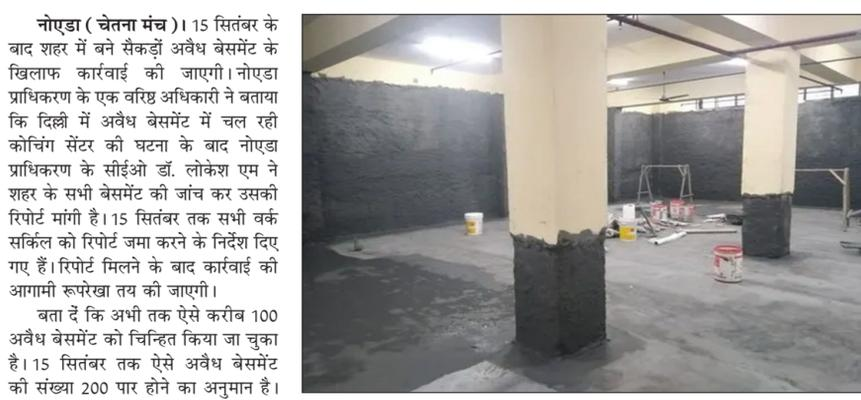 नोएडा ( चेतना मंच )। 15 सितंबर के
बाद शहर में बने सैकड़ों अवैध बेसमेंट के
खिलाफ कार्रवाई की जाएगी। नोएडा
प्राधिकरण के एक वरिष्ठ अधिकारी ने बताया
कि दिल्ली में अवैध बेसमेंट में चल रही
कोचिंग सेंटर की घटना के बाद नोएडा
प्राधिकरण के सीईओ डॉ. लोकेश एम ने
शहर के सभी बेसमेंट की जांच कर उसकी
रिपोर्ट मांगी है। 15 सितंबर तक सभी वर्क
सर्किल को रिपोर्ट जमा करने के निर्देश दिए
गए हैं। रिपोर्ट मिलने के बाद कार्रवाई की
आगामी रूपरेखा तय की जाएगी।
बता दें कि अभी तक ऐसे करीब 100
अवैध बेसमेंट को चिन्हित किया जा चुका
है। 15 सितंबर तक ऐसे अवैध बेसमेंट
की संख्या 200 पार होने का अनुमान है।